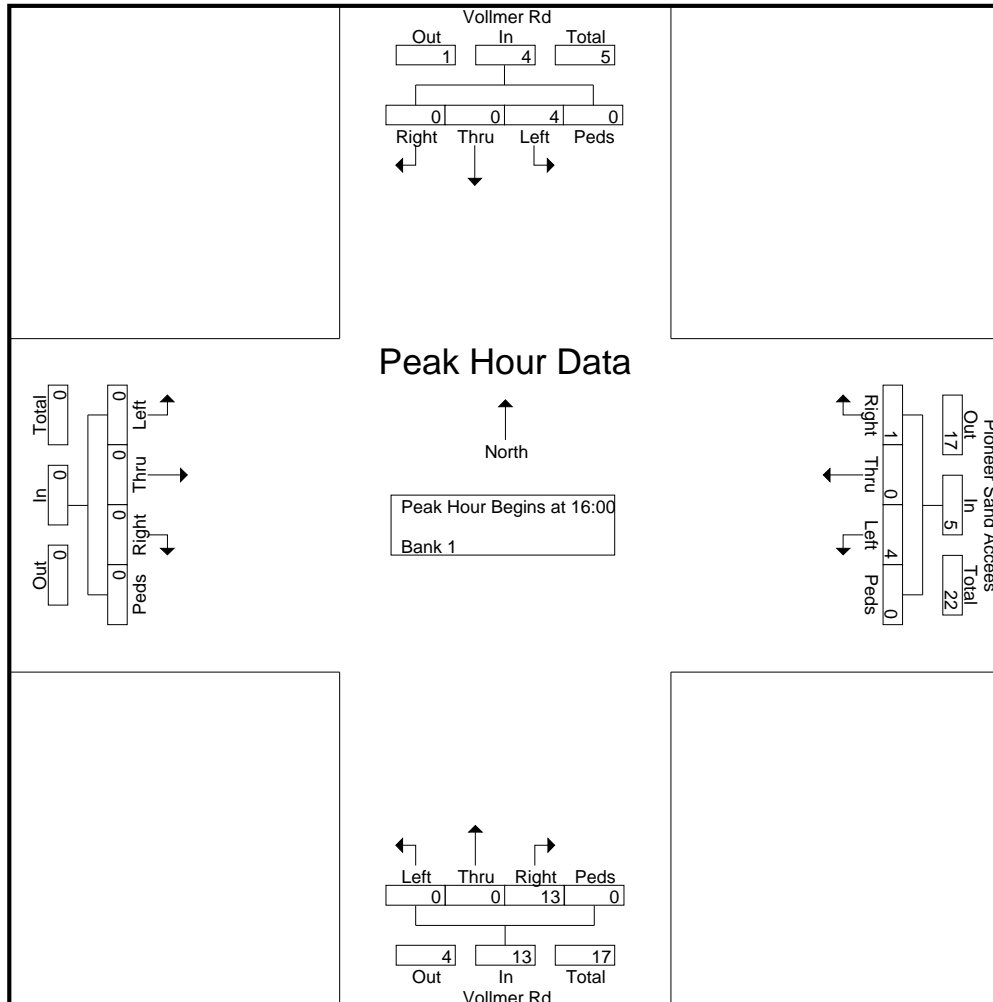 Vollmer Rd
Out In Total
1 4 5
0 0 4 0
Right Thru Left Peds
Peak Hour Data
North
Peak Hour Begins at 16:00
Bank 1
Left Thru Right Peds
0 0 0 0
Total In Out
0 0 0
Pioneer Sand Accees
Out In Total
17 5 22
1 0 4 0
Right Thru Left Peds
Left Thru Right Peds
0 0 13 0
4 13 17
Out In Total
Vollmer Rd